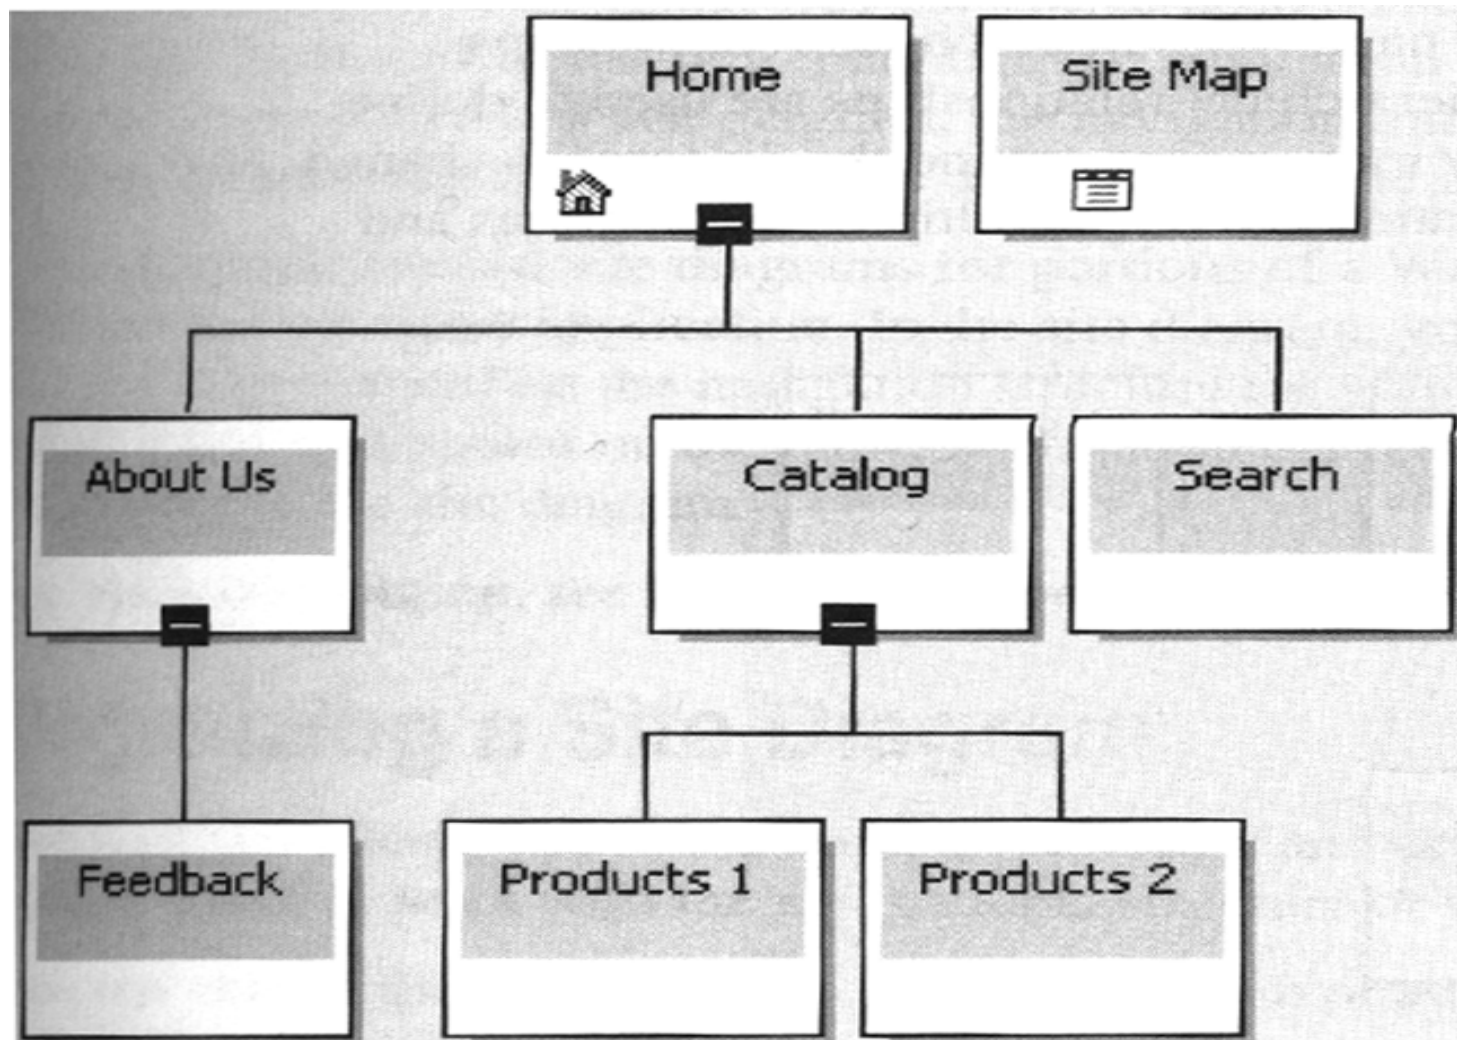 Home
Site Map
About Us
Catalog
Search
Feedback
Products 1
Products 2